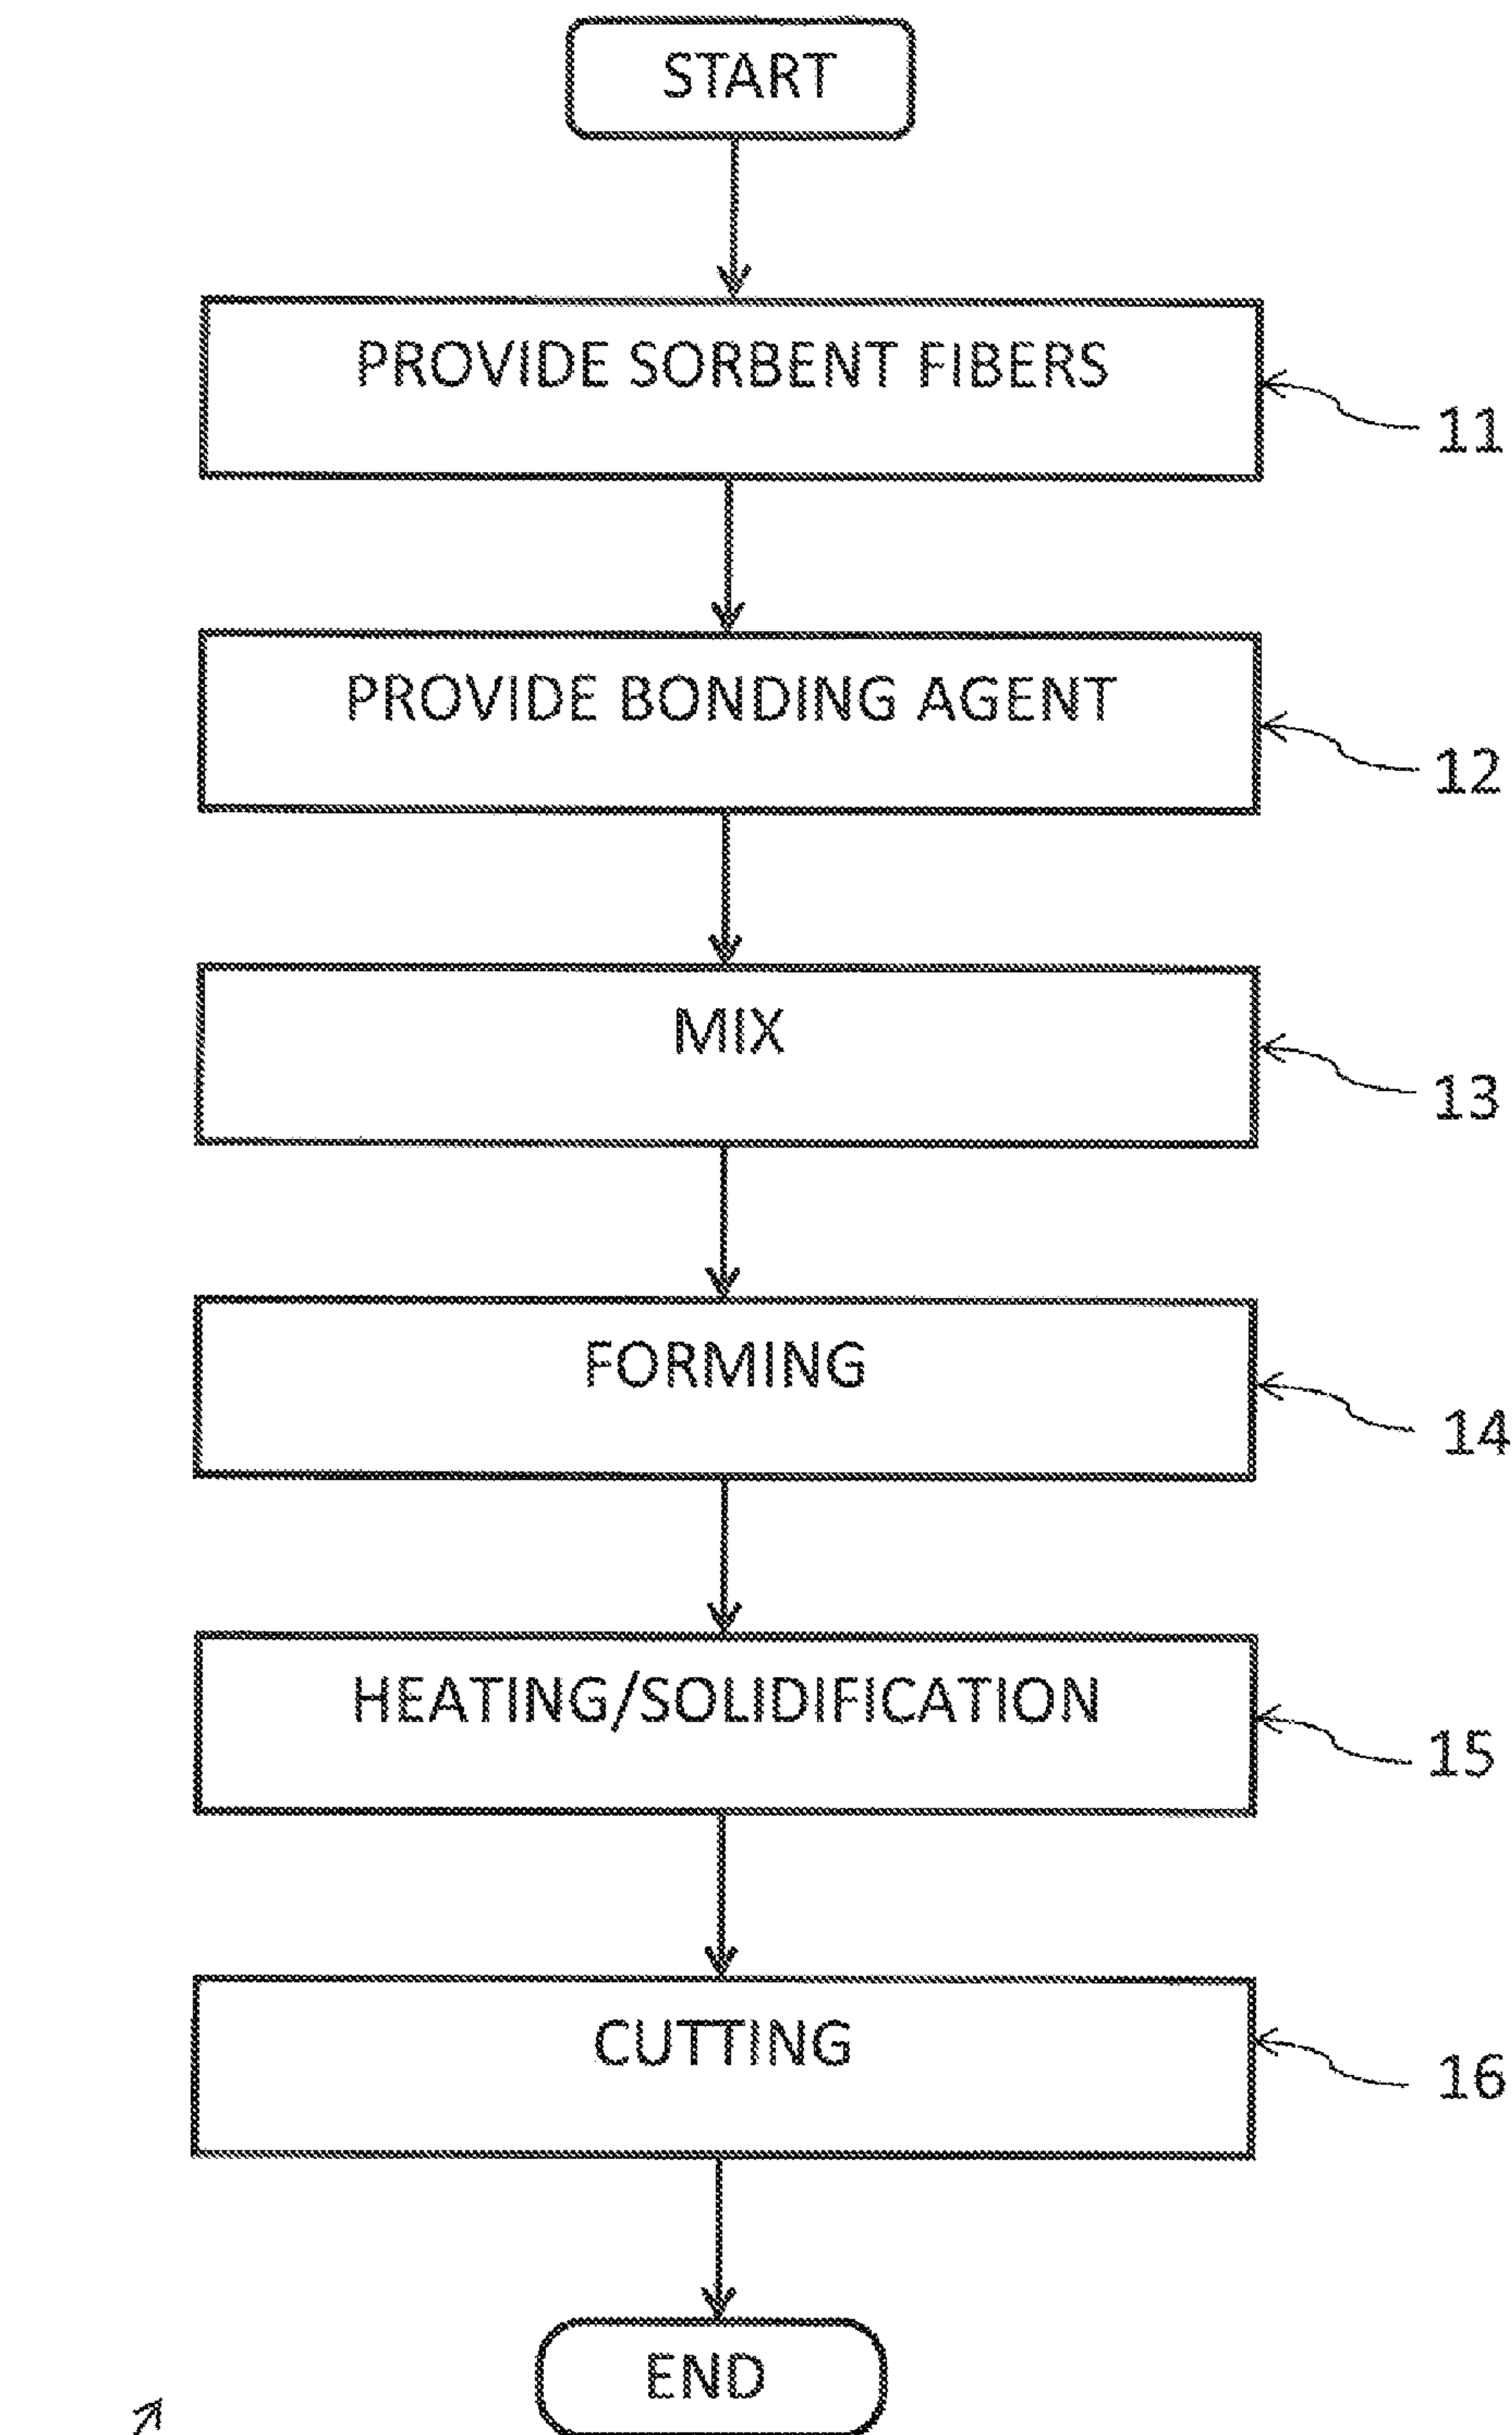 START
PROVIDE SORBENT FIBERS
11
PROVIDE BONDING AGENT
12
MIX
13
FORMING
14
HEATING/SOLIDIFICATION
15
CUTTING
16
END